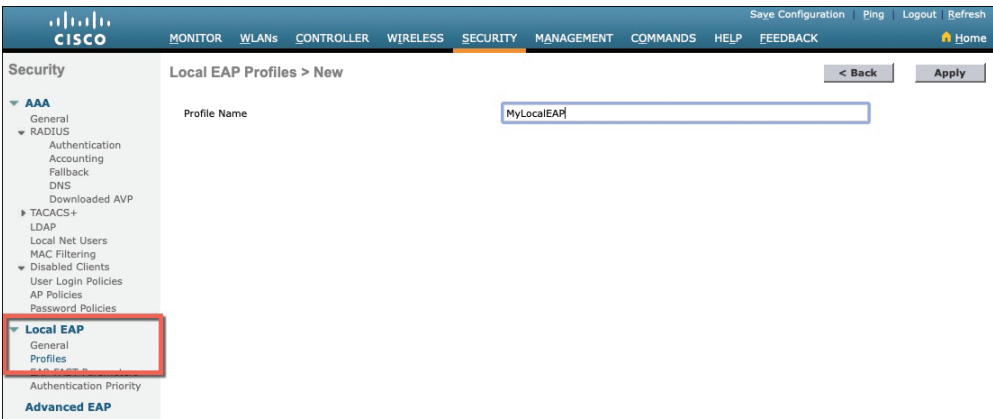 Save Configuration | Ping | Logout | Refresh
CISCO
MONITOR WLANs CONTROLLER WIRELESS SECURITY MANAGEMENT COMMANDS HELP FEEDBACK Home
Security
Local EAP Profiles > New
< Back
Apply
AAA
General
RADIUS
Authentication
Accounting
Fallback
DNS
Downloaded AVP
TACACS+
LDAP
Local Net Users
MAC Filtering
Disabled Clients
User Login Policies
AP Policies
Password Policies
Local EAP
General
Profiles
EAP-FAST Parameters
Authentication Priority
Advanced EAP
Profile Name
MyLocalEAP